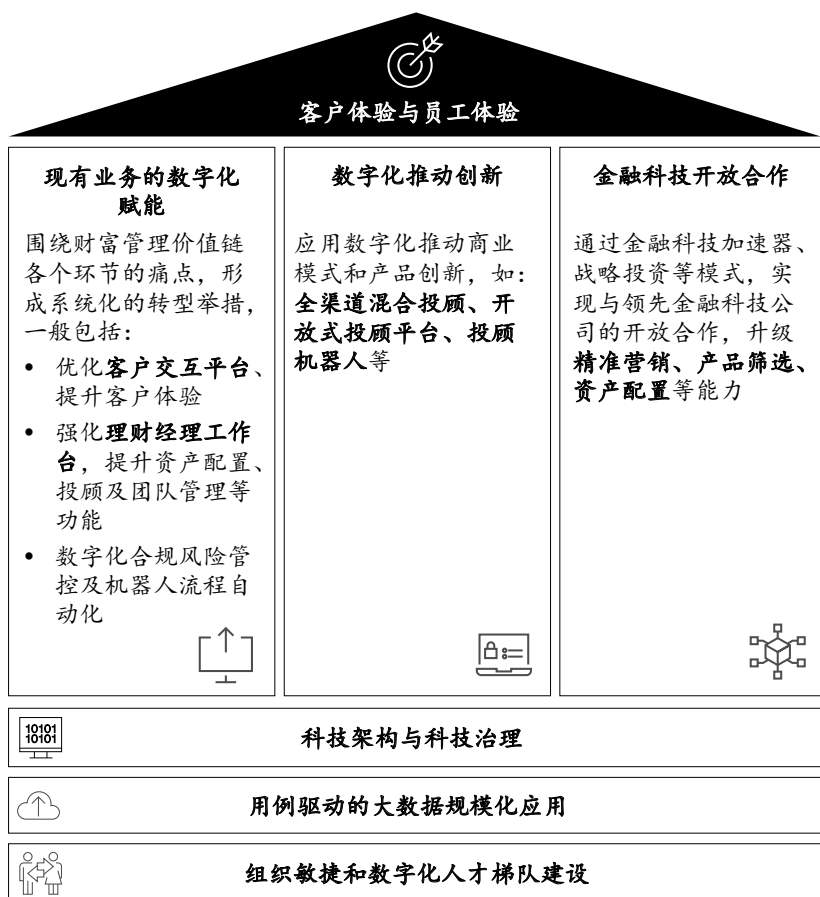 客户体验与员工体验
现有业务的数字化
赋能
围绕财富管理价值链
各个环节的痛点，形
成系统化的转型举措，
一般包括：
• 优化客户交互平台、
提升客户体验
• 强化理财经理工作
台，提升资产配置、
投顾及团队管理等
功能
• 数字化合规风险管
控及机器人流程自
动化
数字化推动创新
应用数字化推动商业
模式和产品创新，如：
全渠道混合投顾、开
放式投顾平台、投顾
机器人等
金融科技开放合作
通过金融科技加速器、
战略投资等模式，实
现与领先金融科技公
司的开放合作，升级
精准营销、产品筛选、
资产配置等能力
10101
10101
科技架构与科技治理
用例驱动的大数据规模化应用
组织敏捷和数字化人才梯队建设